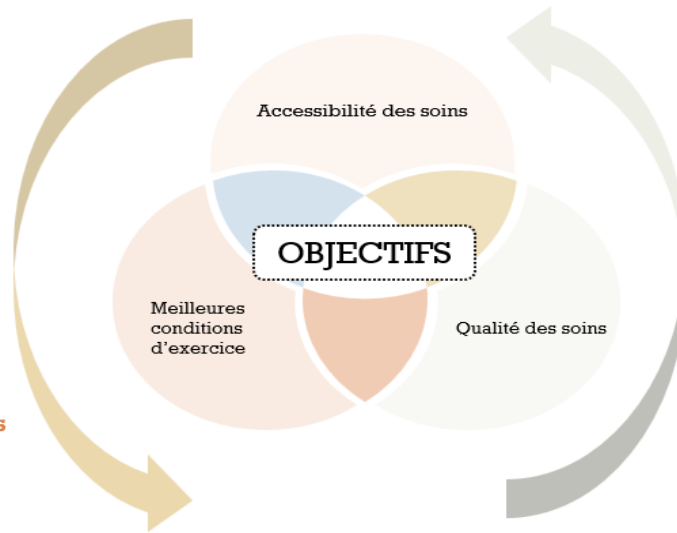 Accessibilité des soins
OBJECTIFS
Meilleures
conditions
d'exercice
Qualité des soins
s